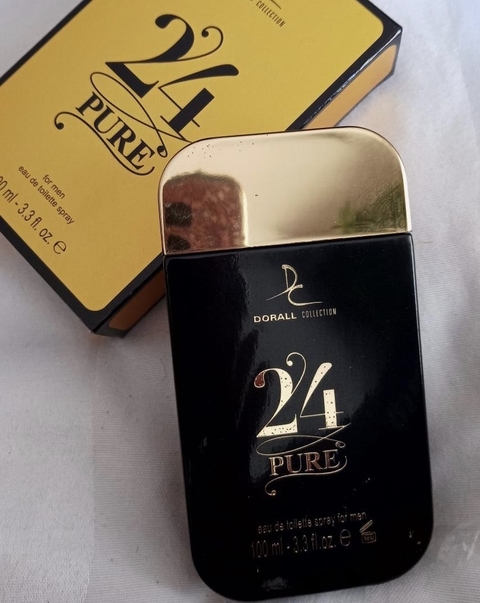 COLLECTION
24
PURE
for men
eau de toilette spray
00 ml - 3.3 fl. oz. ℮
DC
DORALL COLLECTION
24
PURE
eau de toilette spray for men
100 ml - 3.3 fl.oz. ℮